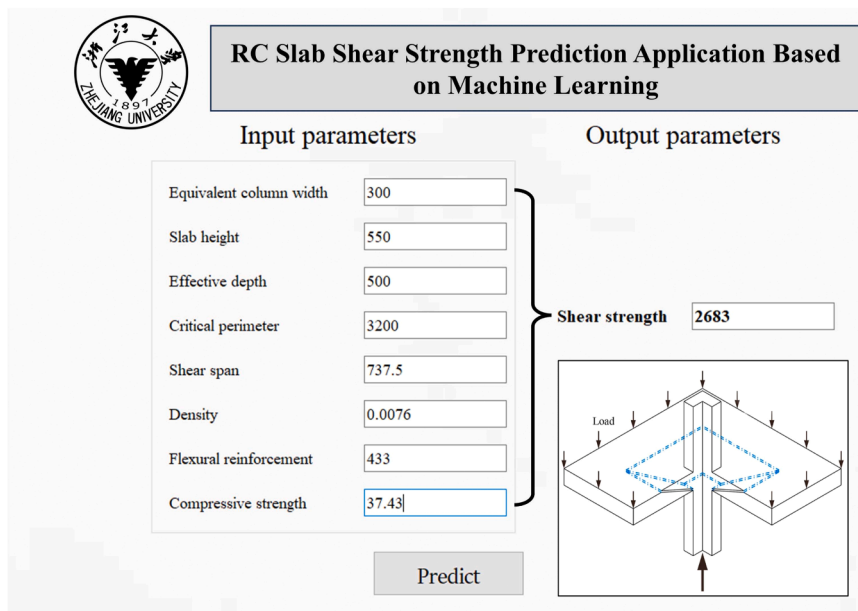 浙江大学
1897
ZHEJIANG UNIVERSITY
RC Slab Shear Strength Prediction Application Based
on Machine Learning
Input parameters
Output parameters
Equivalent column width 300
Slab height 550
Effective depth 500
Critical perimeter 3200
Shear span 737.5
Density 0.0076
Flexural reinforcement 433
Compressive strength 37.43
Shear strength 2683
Load
Predict